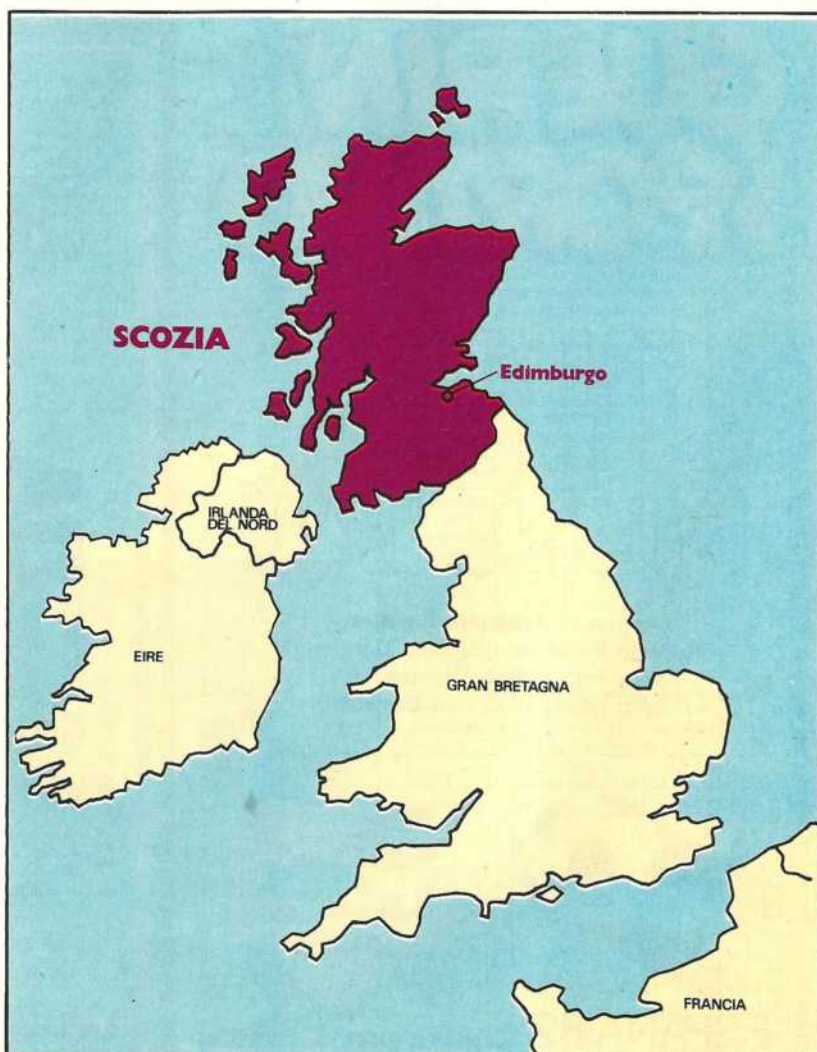 SCOZIA
Edimburgo
IRLANDA
DEL NORD
EIRE
GRAN BRETAGNA
FRANCIA